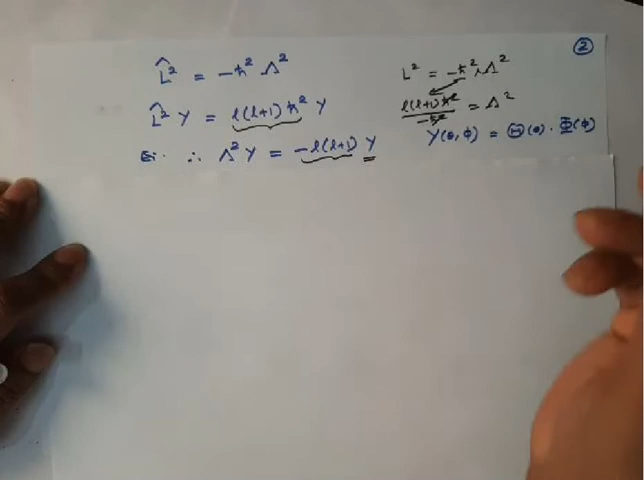 ②
L̂² = -ħ² Λ²
L̂² Y = l(l+1) ħ² Y
∴ Λ² Y = -l(l+1) Y
L² = -ħ² Λ²
l(l+1)ħ² / -ħ² = Λ²
Y(θ, φ) = Θ(θ) · Φ(φ)